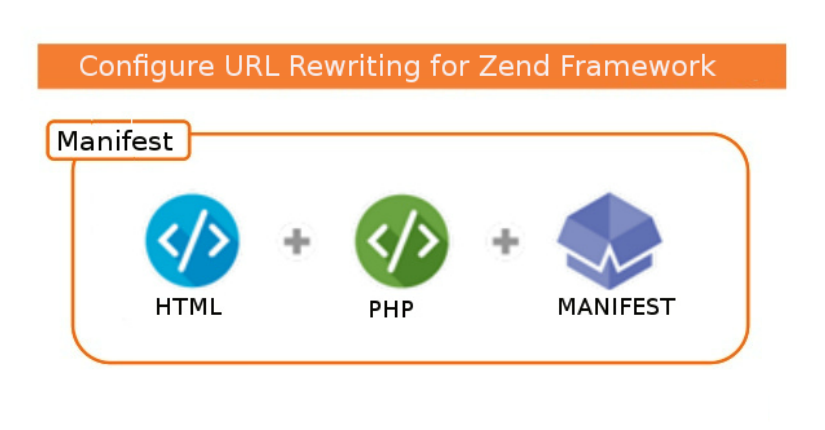 Configure URL Rewriting for Zend Framework
Manifest
HTML
PHP
MANIFEST